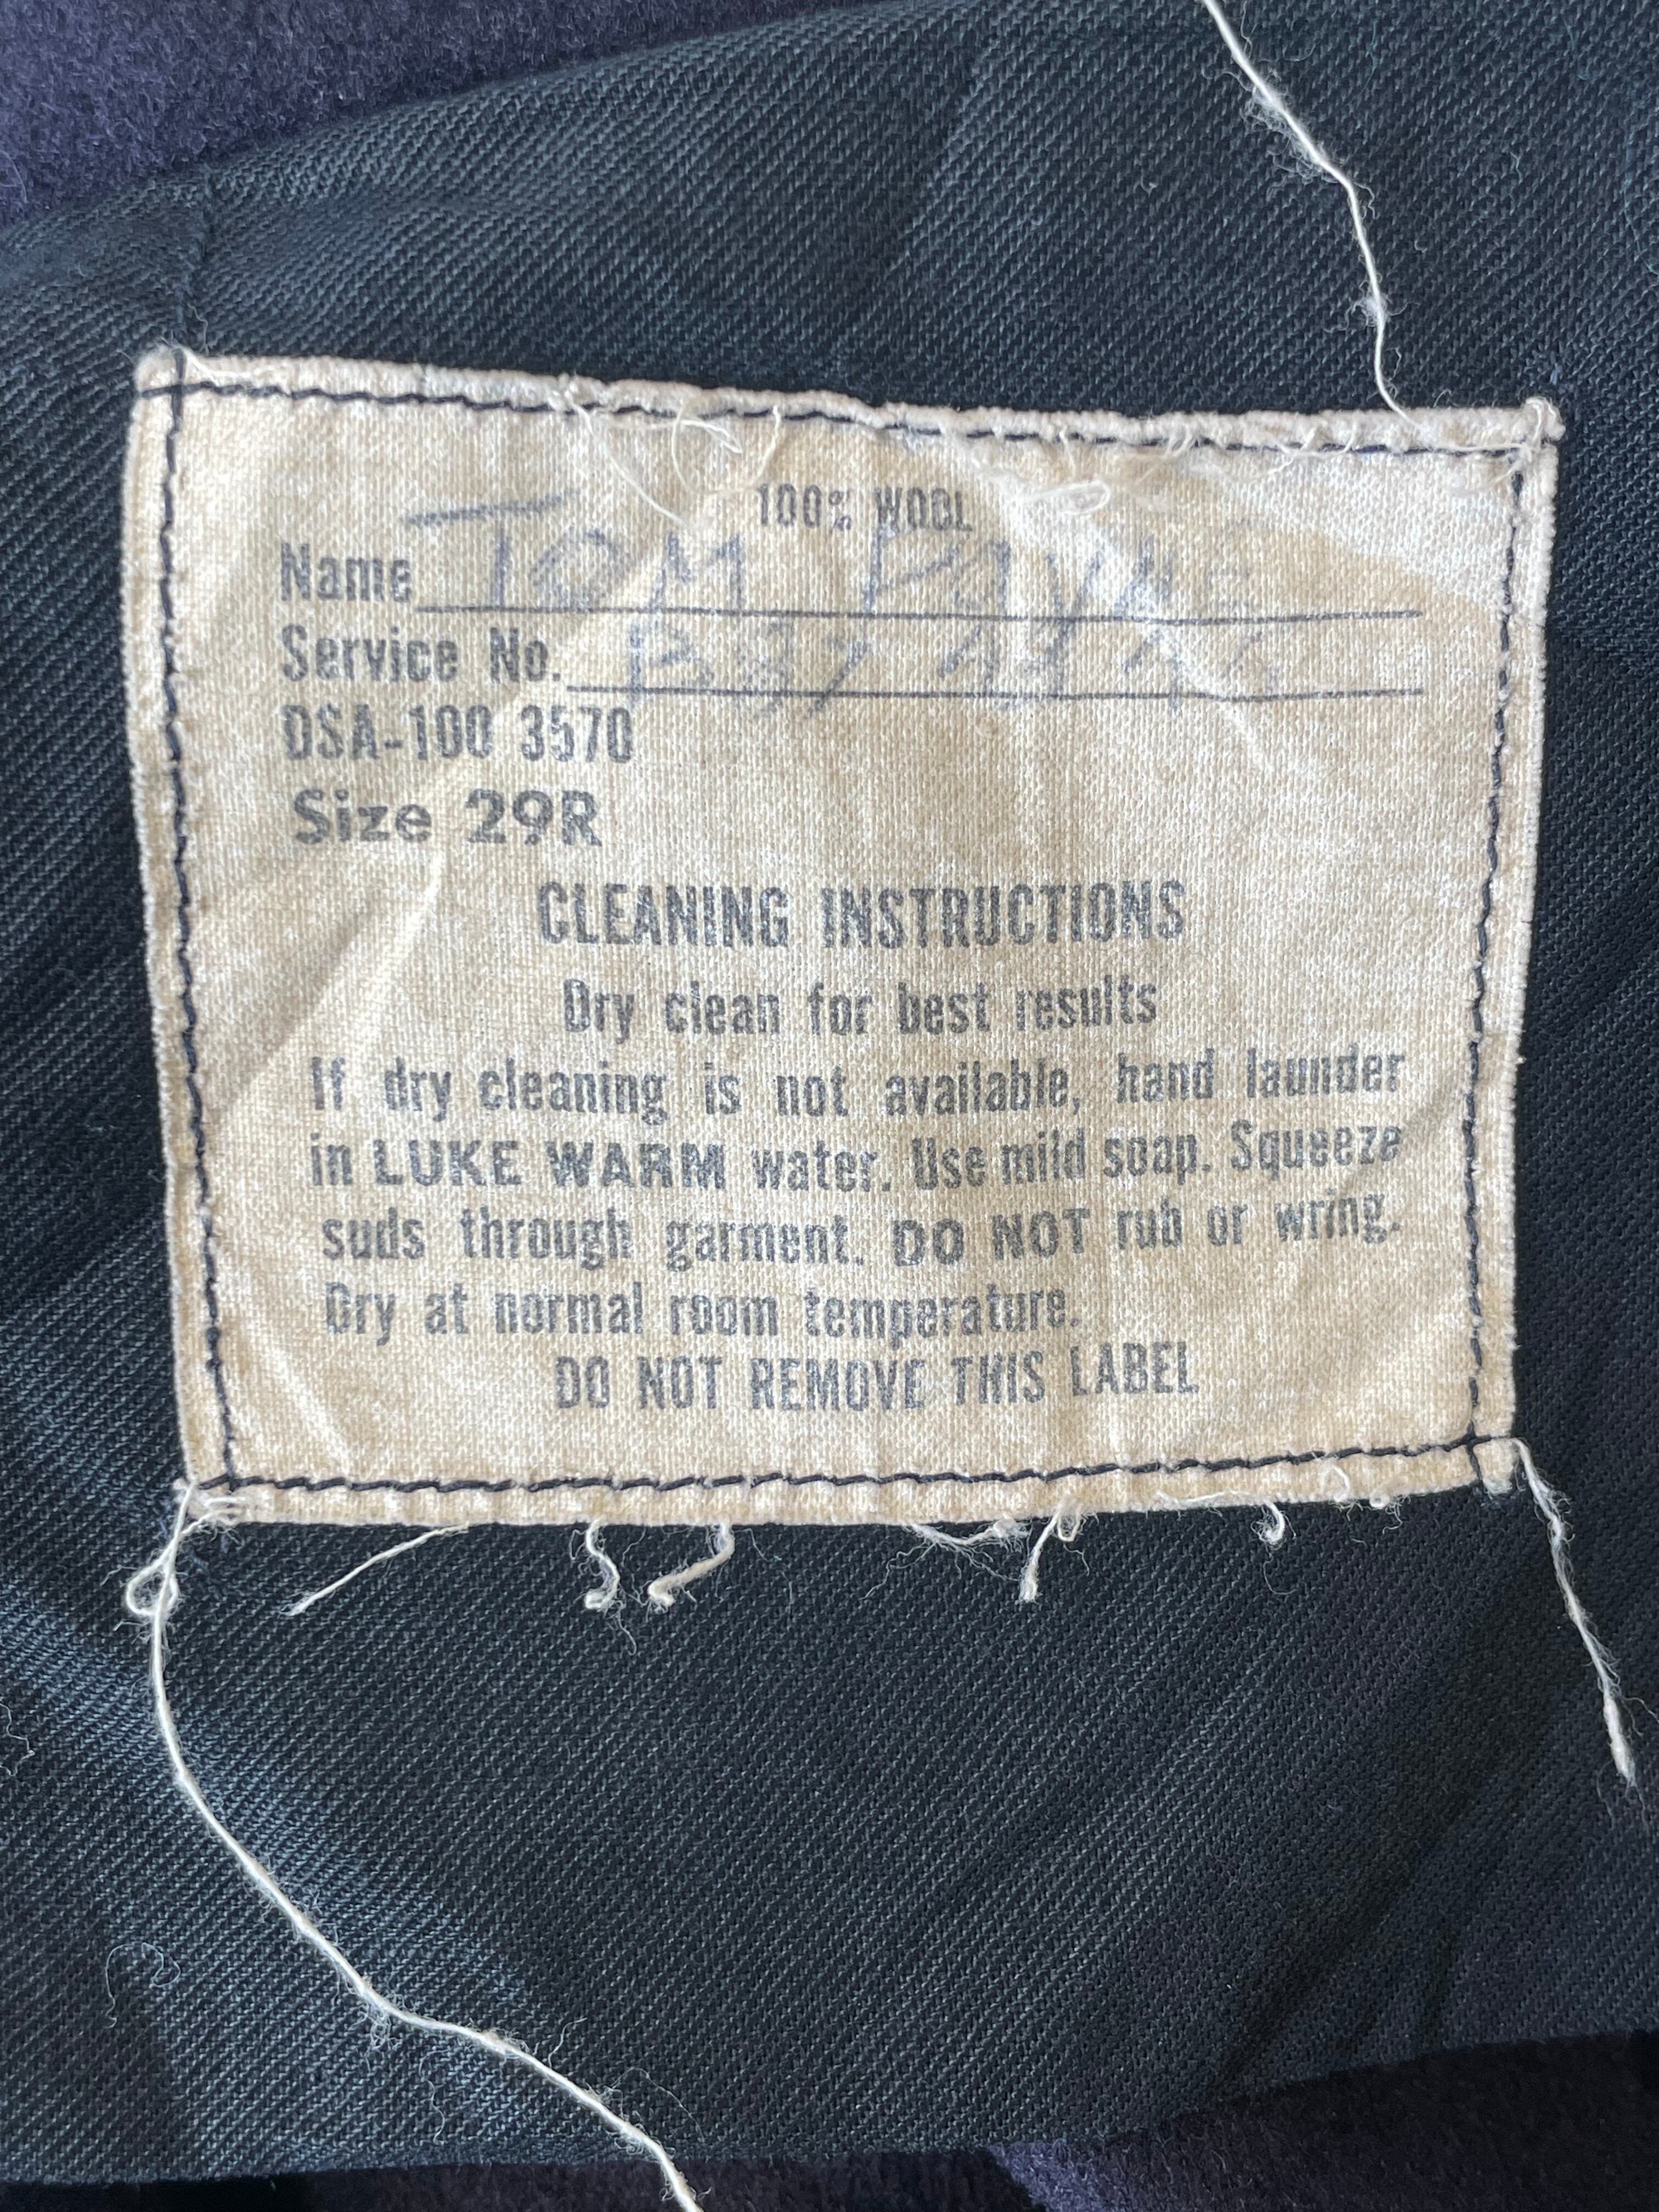 100% WOOL
Name TOM PAYNE
Service No.
DSA-100 3570
Size 29R
CLEANING INSTRUCTIONS
Dry clean for best results
If dry cleaning is not available, hand launder
in LUKE WARM water. Use mild soap. Squeeze
suds through garment. DO NOT rub or wring.
Dry at normal room temperature.
DO NOT REMOVE THIS LABEL